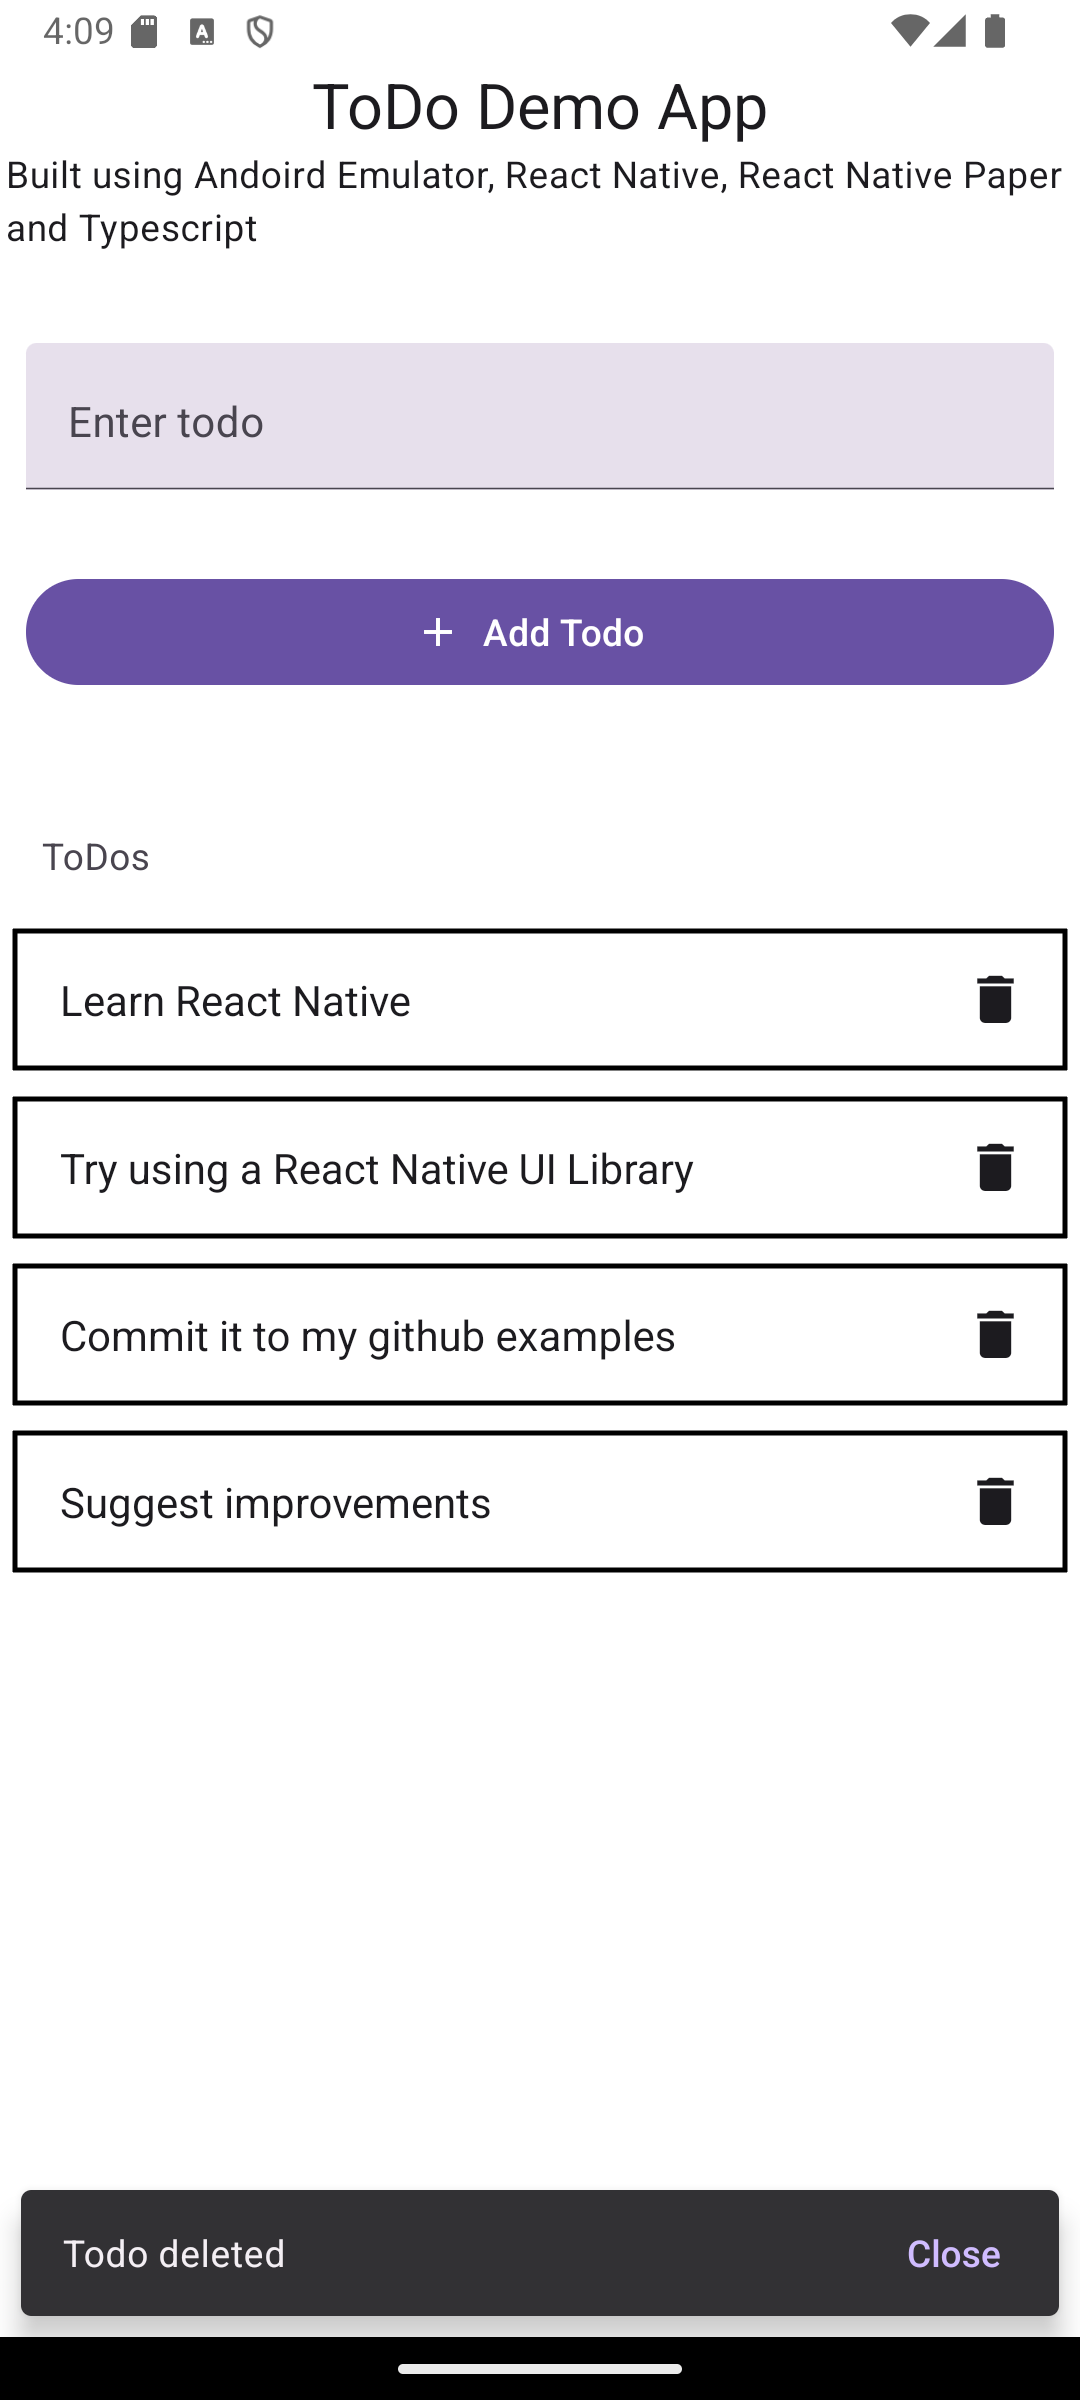 4:09
ToDo Demo App
Built using Andoird Emulator, React Native, React Native Paper
and Typescript
Enter todo
+ Add Todo
ToDos
Learn React Native
Try using a React Native UI Library
Commit it to my github examples
Suggest improvements
Todo deleted Close